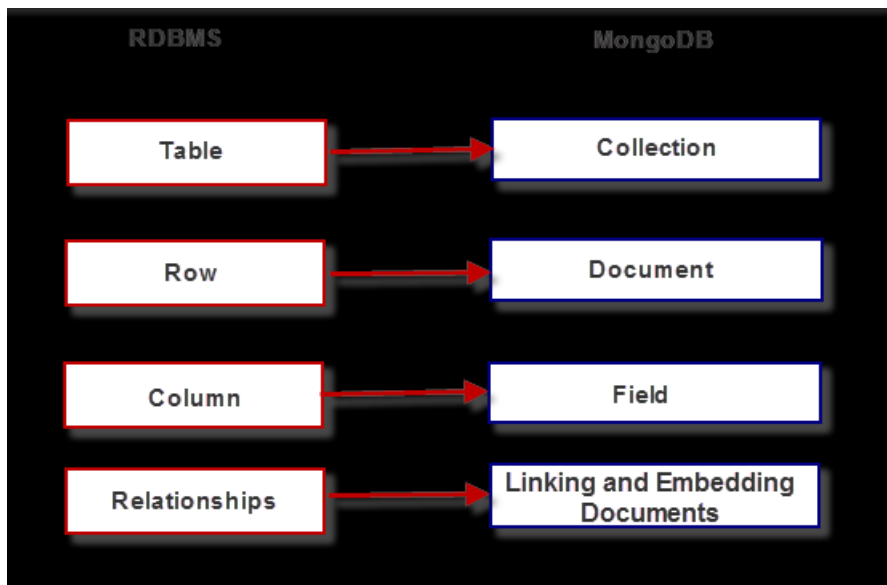 RDBMS
MongoDB
Table
Collection
Row
Document
Column
Field
Relationships
Linking and Embedding
Documents